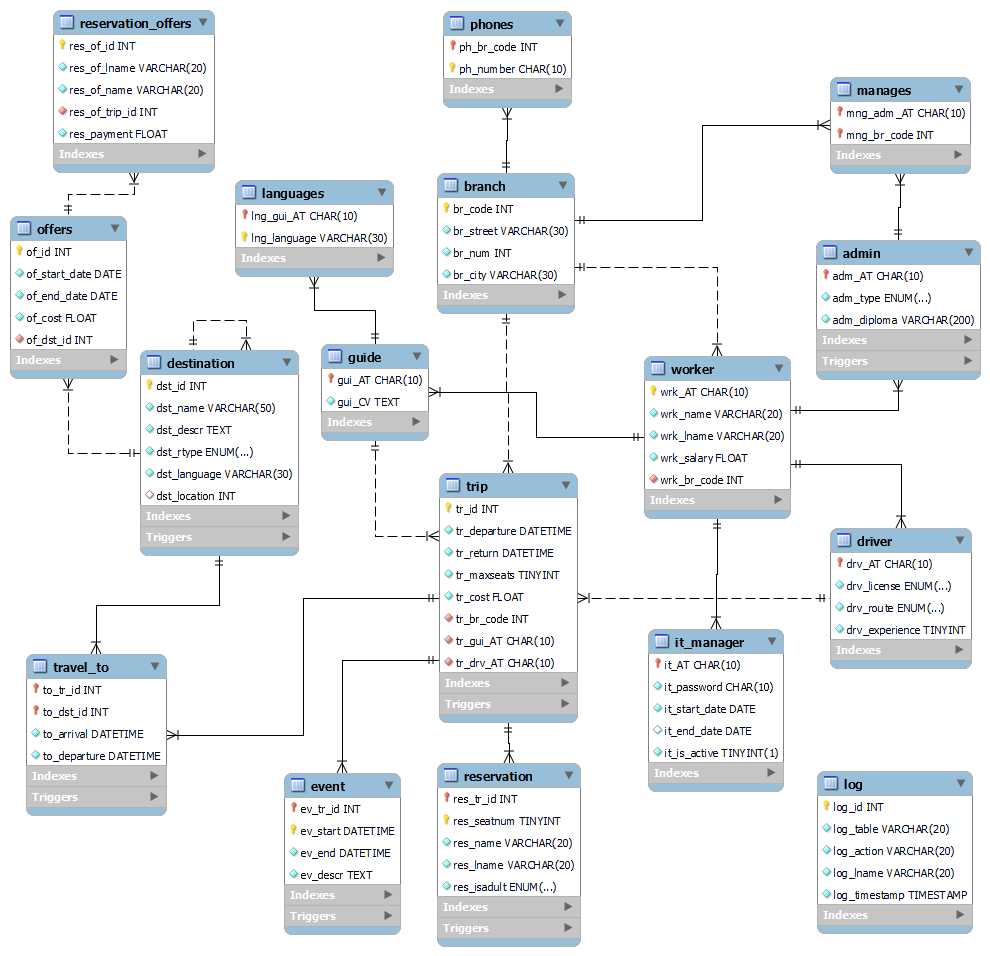 reservation_offers
res_of_id INT
res_of_lname VARCHAR(20)
res_of_name VARCHAR(20)
res_of_trip_id INT
res_payment FLOAT
Indexes
phones
ph_br_code INT
ph_number CHAR(10)
Indexes
manages
mng_adm_AT CHAR(10)
mng_br_code INT
Indexes
languages
lng_gui_AT CHAR(10)
lng_language VARCHAR(30)
Indexes
branch
br_code INT
br_street VARCHAR(30)
br_num INT
br_city VARCHAR(30)
Indexes
offers
of_id INT
of_start_date DATE
of_end_date DATE
of_cost FLOAT
of_dst_id INT
Indexes
admin
adm_AT CHAR(10)
adm_type ENUM(...)
adm_diploma VARCHAR(200)
Indexes
Triggers
destination
dst_id INT
dst_name VARCHAR(50)
dst_descr TEXT
dst_rtype ENUM(...)
dst_language VARCHAR(30)
dst_location INT
Indexes
Triggers
guide
gui_AT CHAR(10)
gui_CV TEXT
Indexes
worker
wrk_AT CHAR(10)
wrk_name VARCHAR(20)
wrk_lname VARCHAR(20)
wrk_salary FLOAT
wrk_br_code INT
Indexes
trip
tr_id INT
tr_departure DATETIME
tr_return DATETIME
tr_maxseats TINYINT
tr_cost FLOAT
tr_br_code INT
tr_gui_AT CHAR(10)
tr_drv_AT CHAR(10)
Indexes
Triggers
driver
drv_AT CHAR(10)
drv_license ENUM(...)
drv_route ENUM(...)
drv_experience TINYINT
Indexes
travel_to
to_tr_id INT
to_dst_id INT
to_arrival DATETIME
to_departure DATETIME
Indexes
Triggers
it_manager
it_AT CHAR(10)
it_password CHAR(10)
it_start_date DATE
it_end_date DATE
it_is_active TINYINT(1)
Indexes
event
ev_tr_id INT
ev_start DATETIME
ev_end DATETIME
ev_descr TEXT
Indexes
Triggers
reservation
res_tr_id INT
res_seatnum TINYINT
res_name VARCHAR(20)
res_lname VARCHAR(20)
res_isadult ENUM(...)
Indexes
Triggers
log
log_id INT
log_table VARCHAR(20)
log_action VARCHAR(20)
log_lname VARCHAR(20)
log_timestamp TIMESTAMP
Indexes